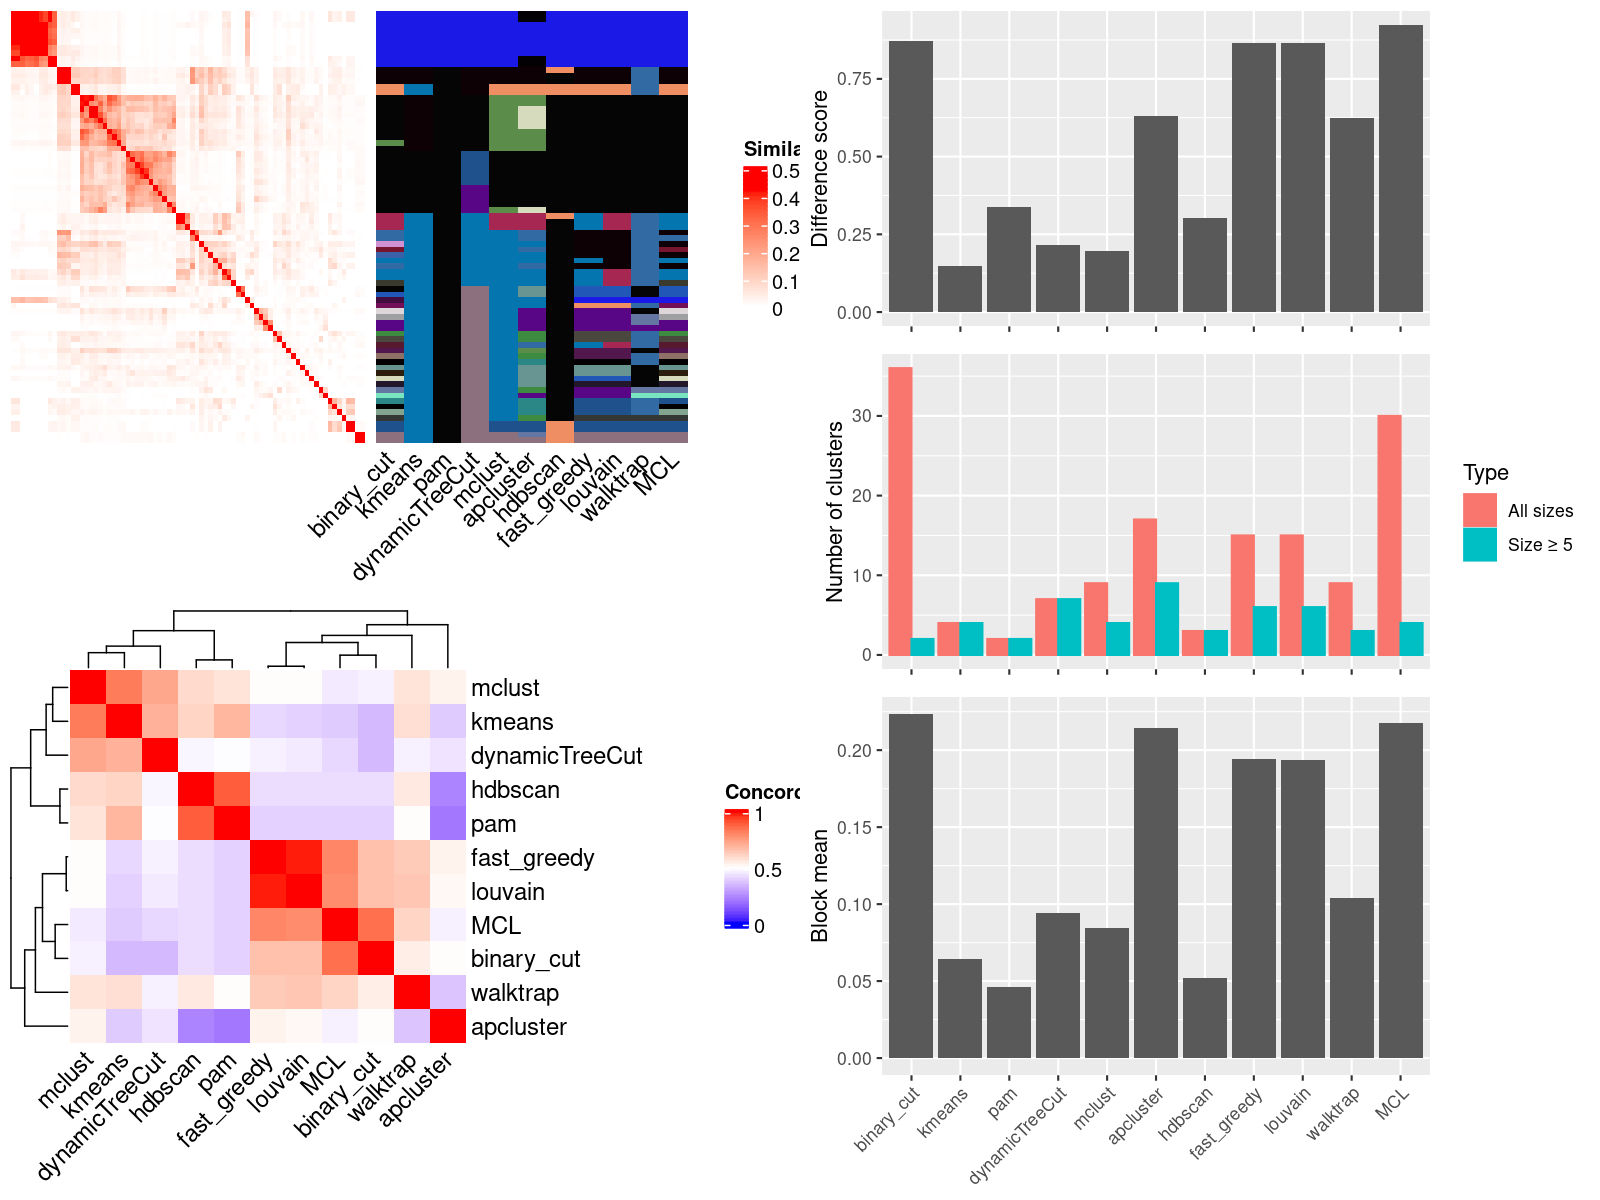 Simila
0.5
0.4
0.3
0.2
0.1
0
binary_cut
kmeans
pam
dynamicTreeCut
mclust
apcluster
hdbscan
fast_greedy
louvain
walktrap
MCL
mclust
kmeans
dynamicTreeCut
hdbscan
pam
fast_greedy
louvain
MCL
binary_cut
walktrap
apcluster
mclust
kmeans
dynamicTreeCut
hdbscan
pam
fast_greedy
louvain
MCL
binary_cut
walktrap
apcluster
Concord
1
0.5
0
Difference score
0.75
0.50
0.25
0.00
Number of clusters
30
20
10
0
Type
All sizes
Size ≥ 5
Block mean
0.20
0.15
0.10
0.05
0.00
binary_cut
kmeans
pam
dynamicTreeCut
mclust
apcluster
hdbscan
fast_greedy
louvain
walktrap
MCL